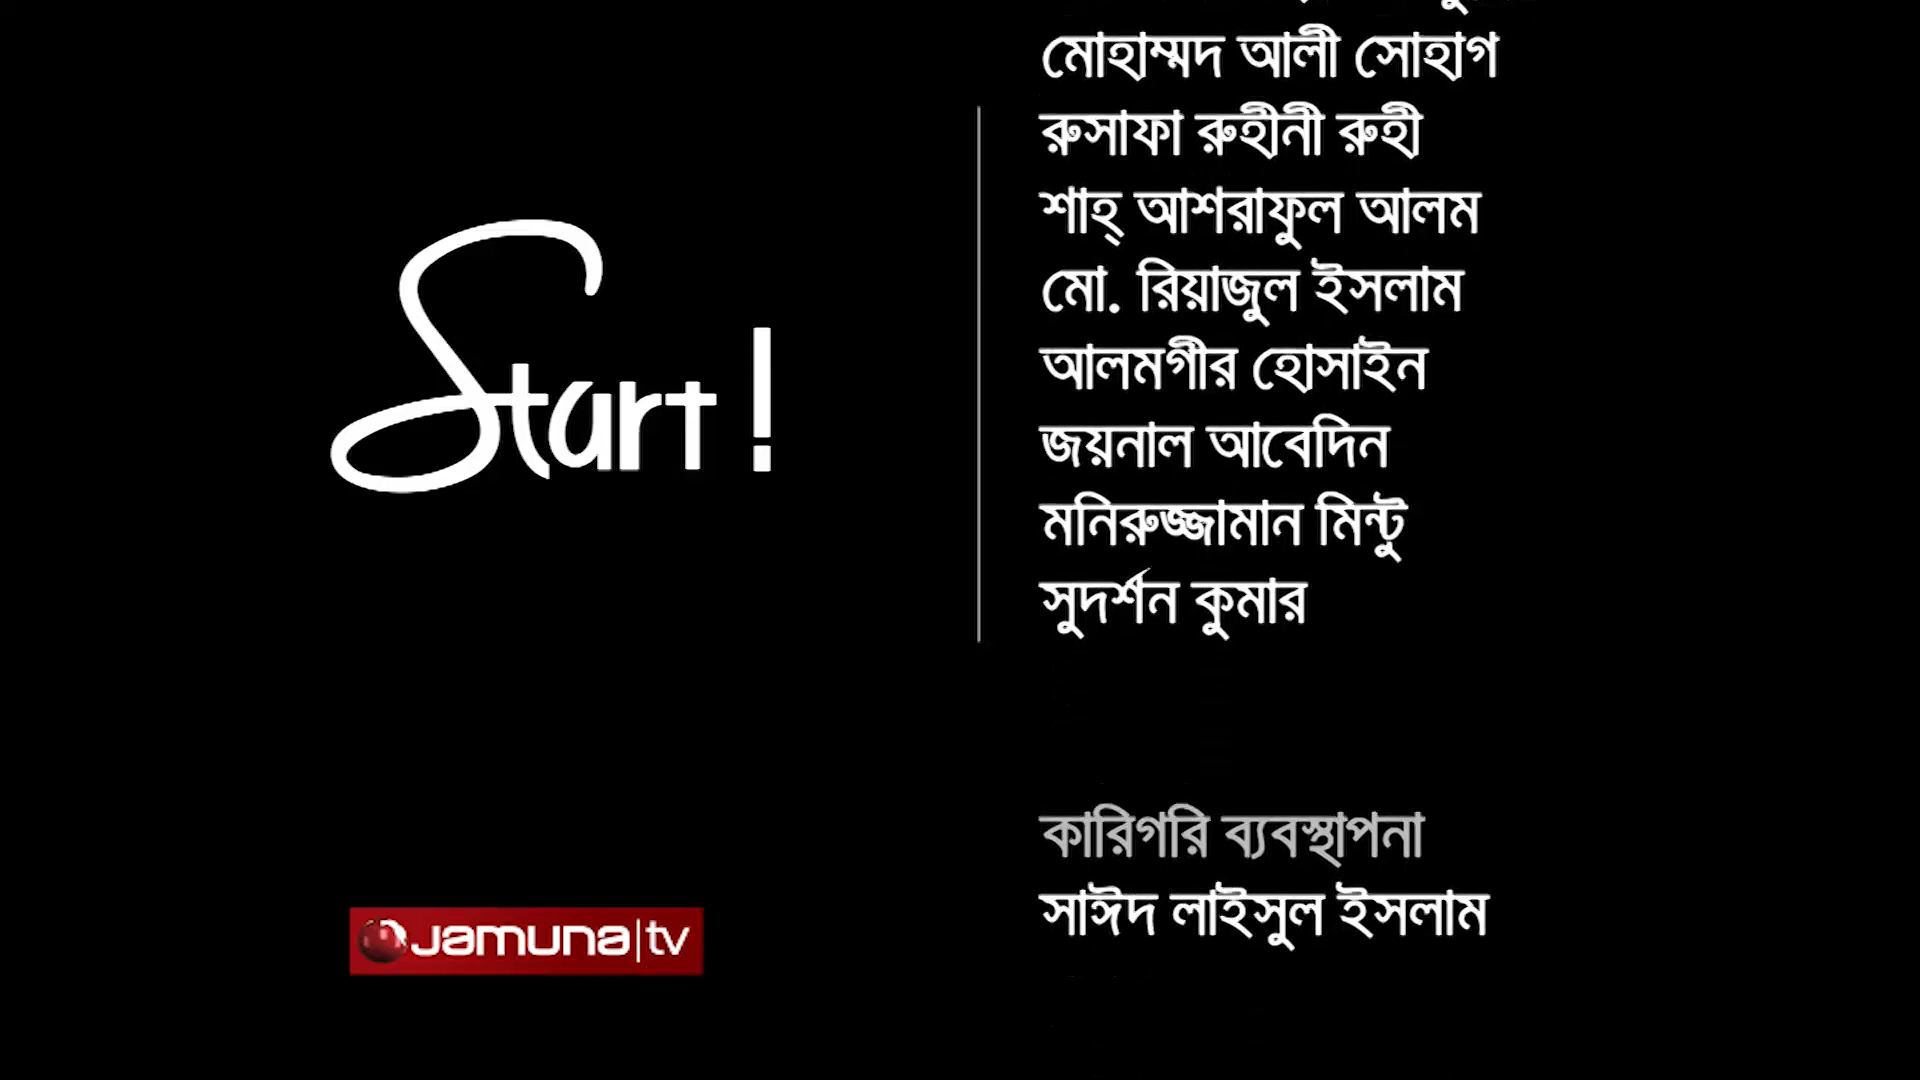 Start !
মোহাম্মদ আলী সোহাগ
রুসাফা রুহীনী রুহী
শাহ্ আশরাফুল আলম
মো. রিয়াজুল ইসলাম
আলমগীর হোসাইন
জয়নাল আবেদিন
মনিরুজ্জামান মিন্টু
সুদর্শন কুমার
কারিগরি ব্যবস্থাপনা
সাঈদ লাইসুল ইসলাম
Jamuna|tv